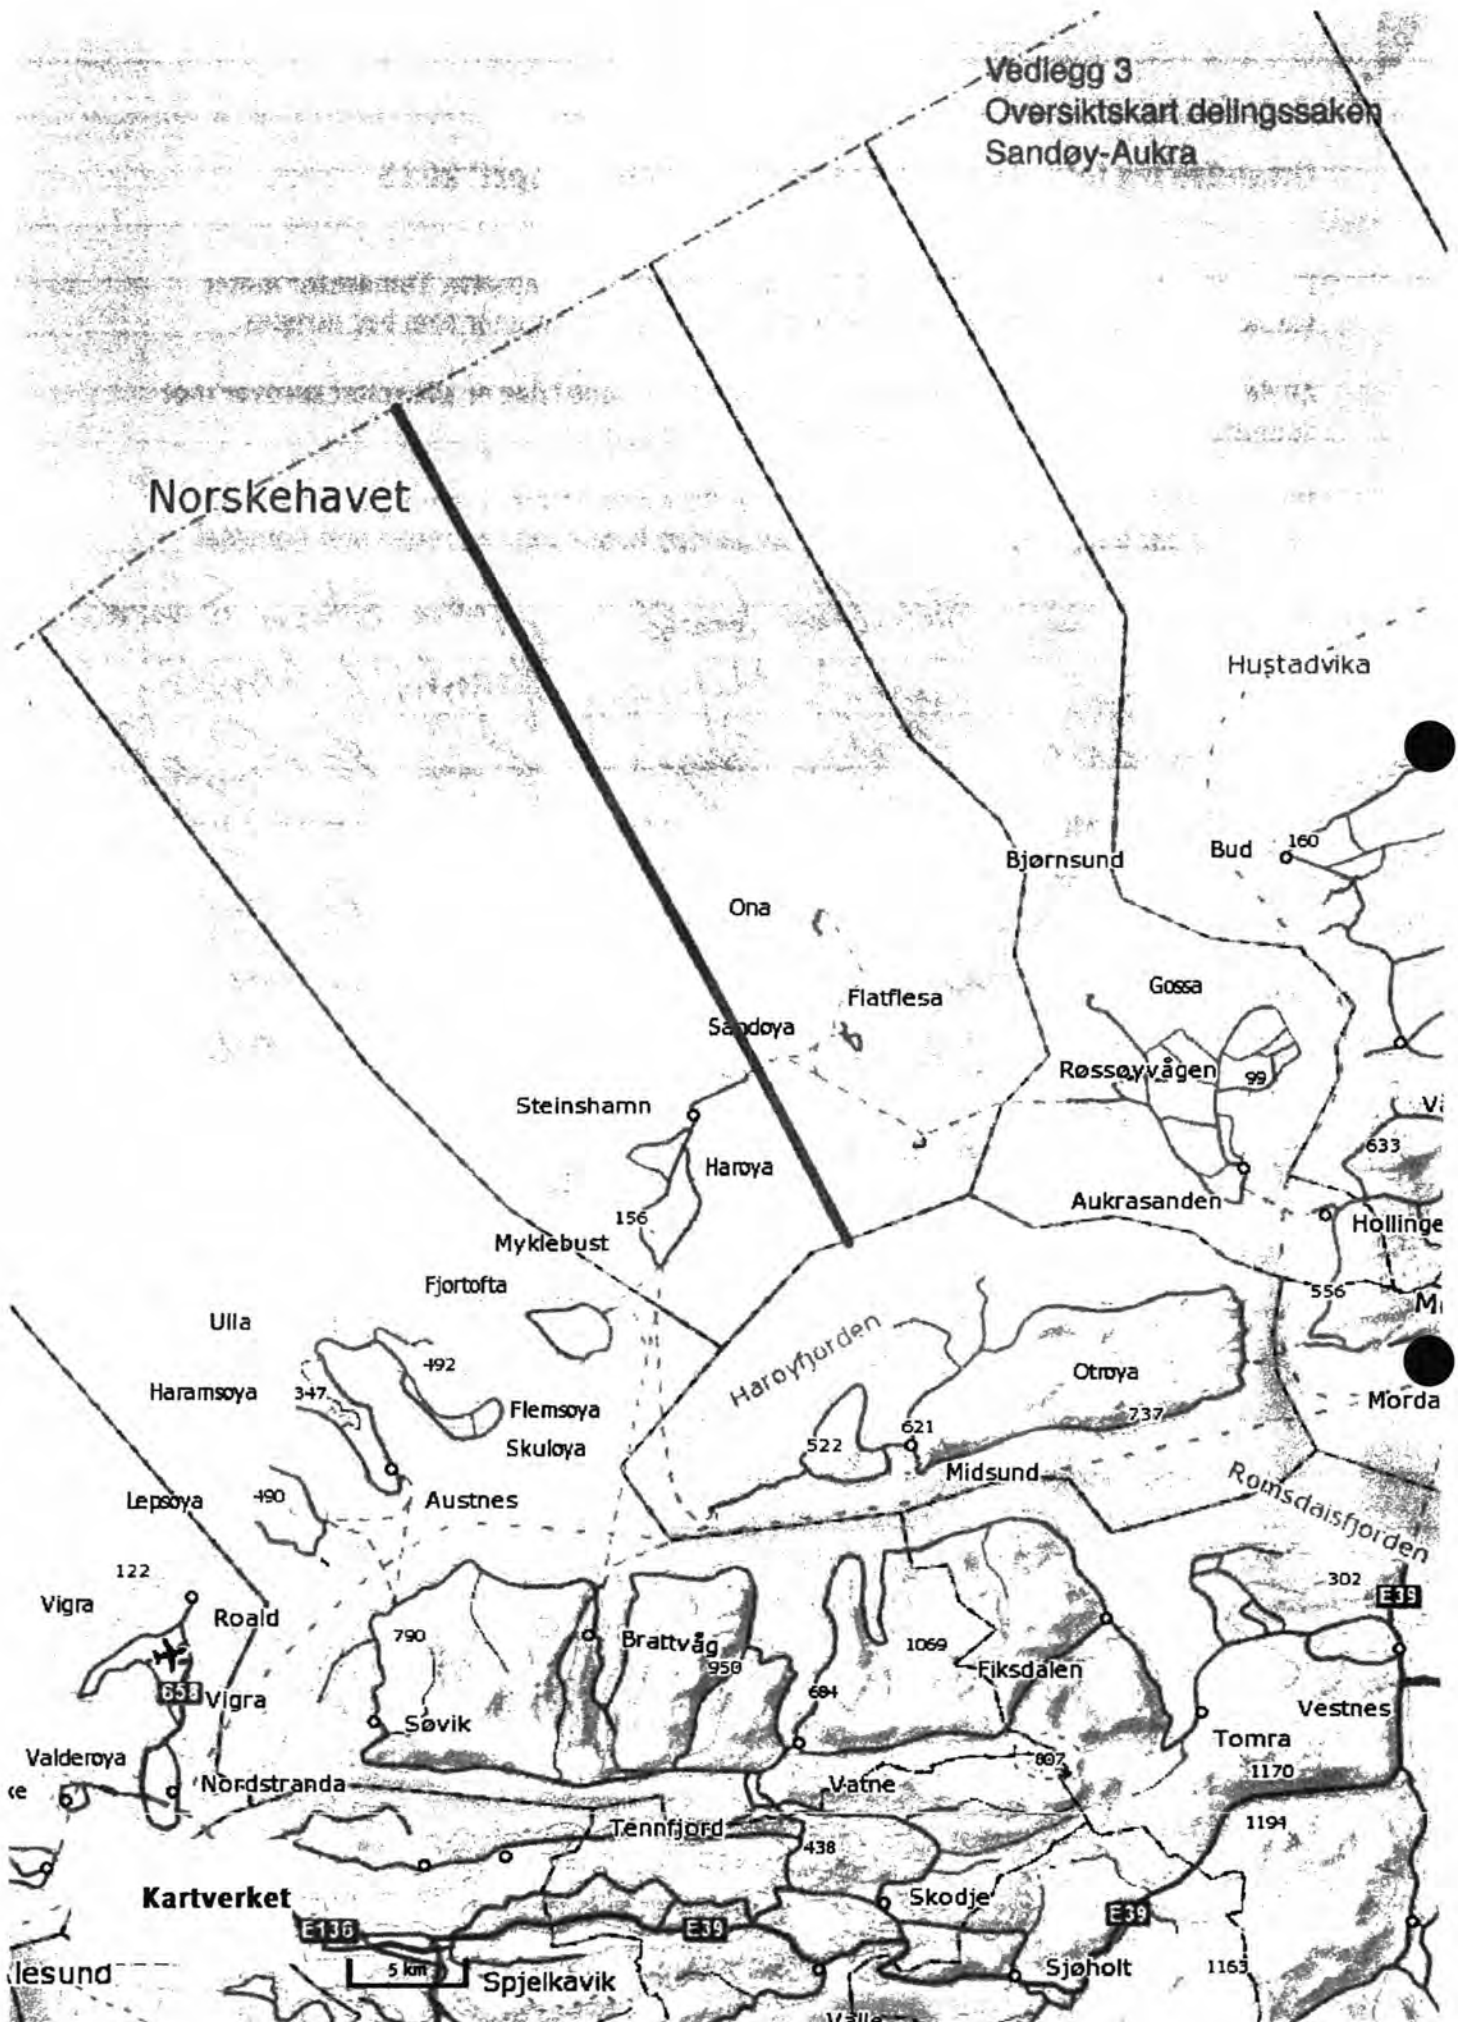 Vedlegg 3
Oversiktskart delingssaken
Sandøy-Aukra
Norskehavet
Hustadvika
Bud
160
Bjørnsund
Ona
Gossa
Flatflesa
Sandøya
Røssøyvågen
99
Steinshamn
633
Harøya
Aukrasanden
156
Hollinge
Myklebust
Fjørtofta
556
Ulla
492
Harøyfjorden
Otrøya
Haramsøya
347
Flemsøya
737
Morda
621
522
Skuløya
Midsund
Romsdalsfjorden
Lepsøya
490
Austnes
122
302
E39
Vigra
Roald
790
Brattvåg
1069
950
Fiksdalen
658
Vigra
684
Vestnes
Søvik
Tomra
Valderøya
807
1170
Nordstranda
Vatne
Tennfjord
1194
438
Kartverket
Skodje
E39
E136
E39
lesund
5 km
Spjelkavik
Sjøholt
1163
Valle